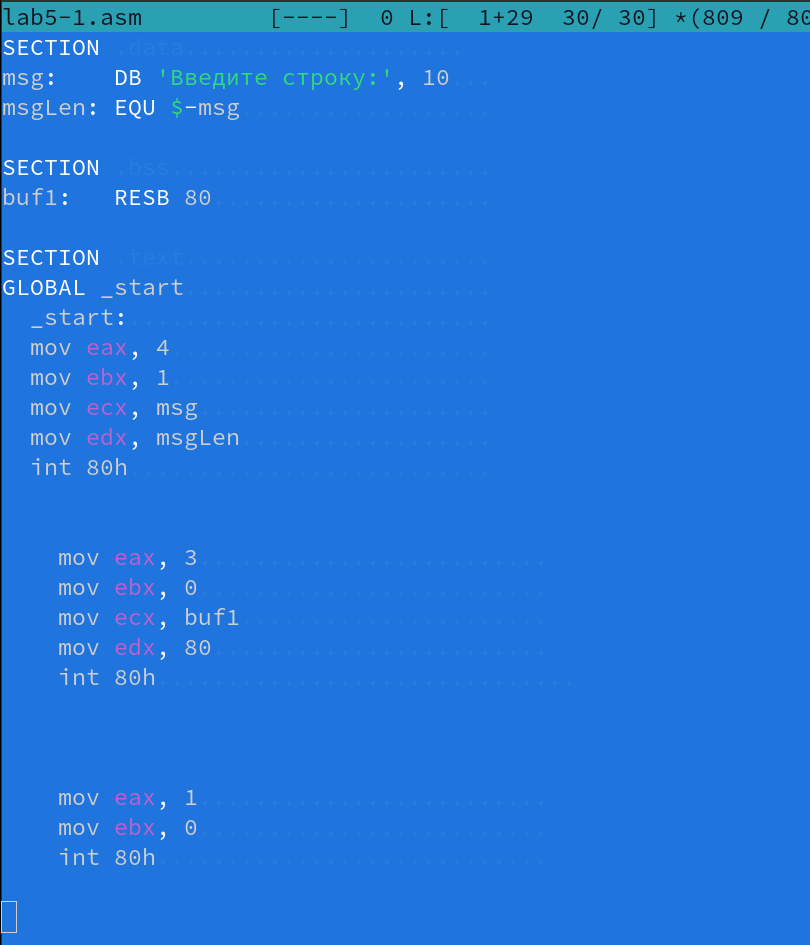 lab5-1.asm [----] 0 L:[ 1+29 30/ 30] *(809 / 80
SECTION .data
msg: DB 'Введите строку:', 10
msgLen: EQU $-msg
SECTION .bss
buf1: RESB 80
SECTION .text
GLOBAL _start
_start:
mov eax, 4
mov ebx, 1
mov ecx, msg
mov edx, msgLen
int 80h
mov eax, 3
mov ebx, 0
mov ecx, buf1
mov edx, 80
int 80h
mov eax, 1
mov ebx, 0
int 80h